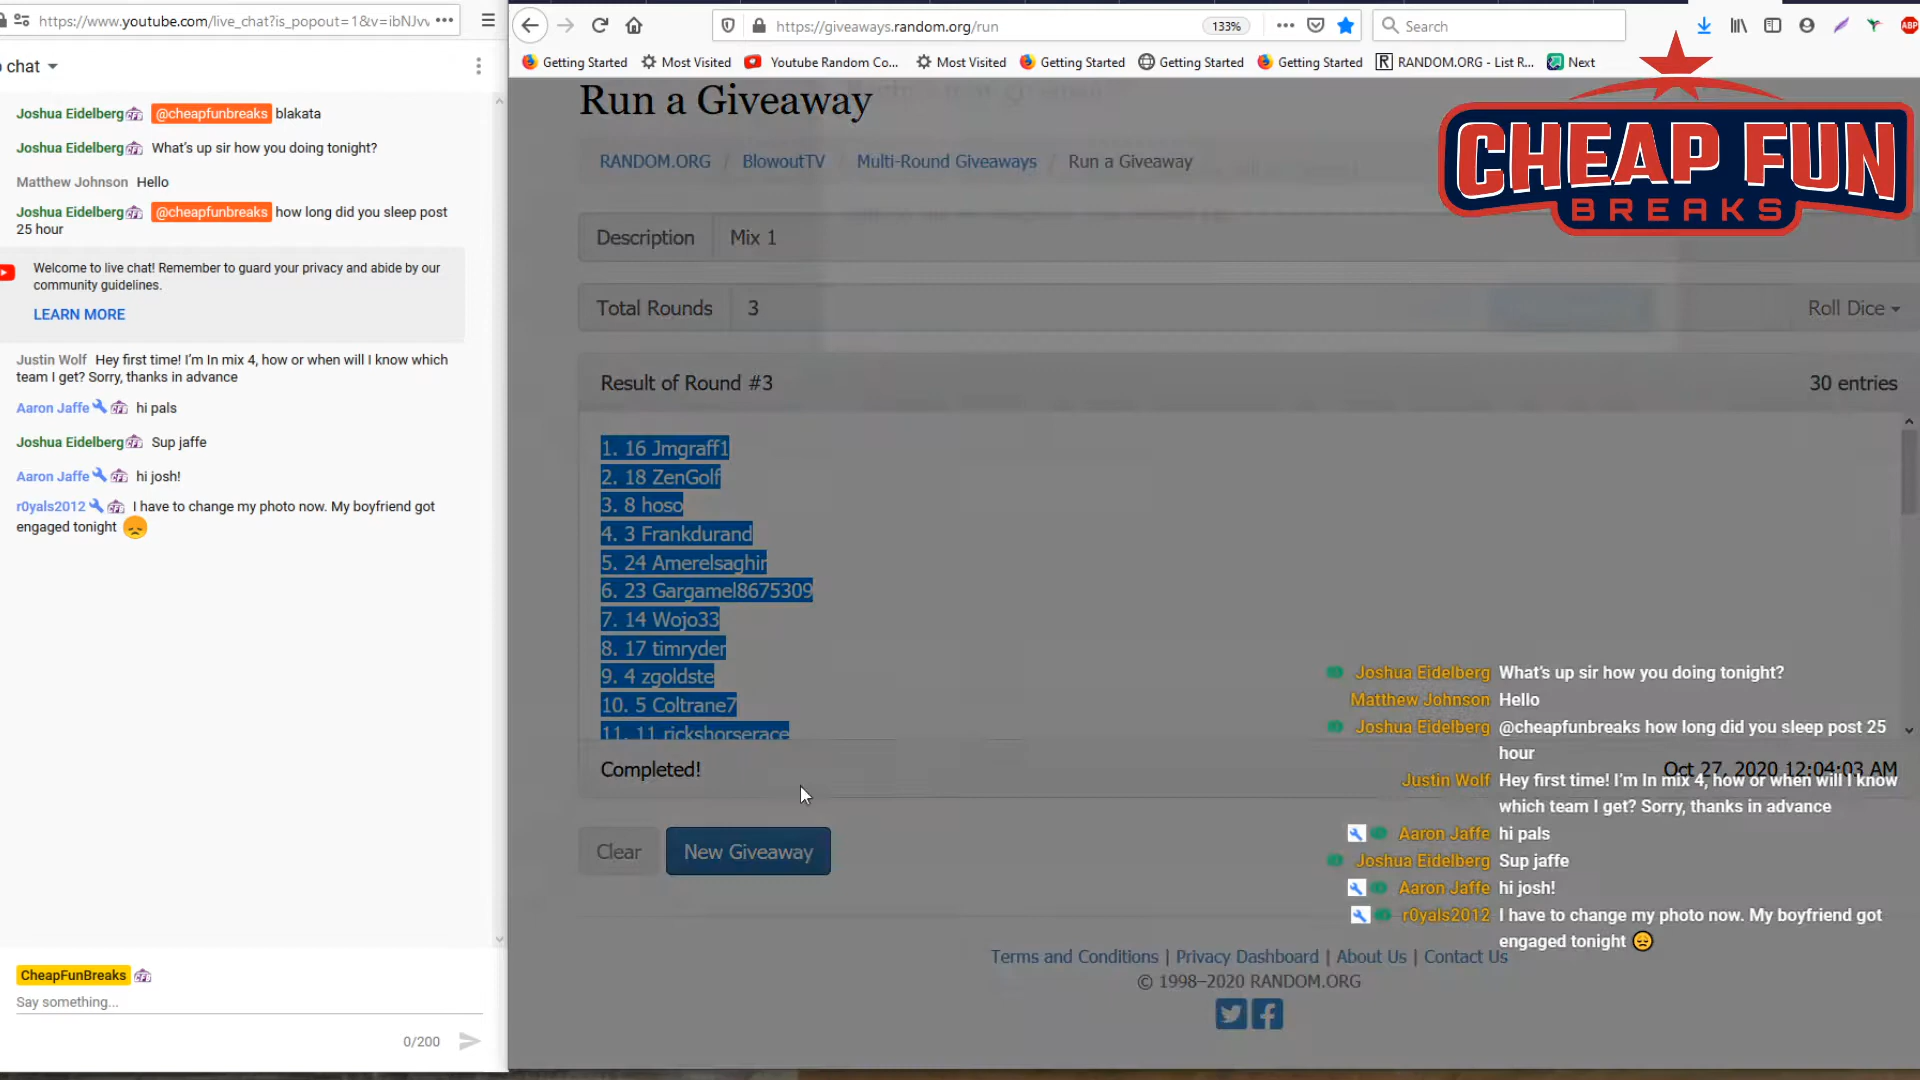 https://www.youtube.com/live_chat?is_popout=1&v=ibNJv
chat
Joshua Eidelberg @cheapfunbreaks blakata
Joshua Eidelberg What's up sir how you doing tonight?
Matthew Johnson Hello
Joshua Eidelberg @cheapfunbreaks how long did you sleep post
25 hour
Welcome to live chat! Remember to guard your privacy and abide by our
community guidelines.
LEARN MORE
Justin Wolf Hey first time! I'm In mix 4, how or when will I know which
team I get? Sorry, thanks in advance
Aaron Jaffe hi pals
Joshua Eidelberg Sup jaffe
Aaron Jaffe hi josh!
r0yals2012 I have to change my photo now. My boyfriend got
engaged tonight
CheapFunBreaks
Say something...
0/200
https://giveaways.random.org/run
133%
Search
Getting Started
Most Visited
Youtube Random Co...
Most Visited
Getting Started
Getting Started
Getting Started
RANDOM.ORG - List R...
Next
ABP
CHEAP FUN
BREAKS
Run a Giveaway
RANDOM.ORG / BlowoutTV / Multi-Round Giveaways / Run a Giveaway
Description Mix 1
Total Rounds 3 Roll Dice
Result of Round #3 30 entries
1. 16 Jmgraff1
2. 18 ZenGolf
3. 8 hoso
4. 3 Frankdurand
5. 24 Amerelsaghir
6. 23 Gargamel8675309
7. 14 Wojo33
8. 17 timryder
9. 4 zgoldste
10. 5 Coltrane7
11. 11 rickshorserace
Completed! Oct 27, 2020 12:04:03 AM
Clear New Giveaway
Joshua Eidelberg What's up sir how you doing tonight?
Matthew Johnson Hello
Joshua Eidelberg @cheapfunbreaks how long did you sleep post 25
hour
Justin Wolf Hey first time! I'm In mix 4, how or when will I know
which team I get? Sorry, thanks in advance
Aaron Jaffe hi pals
Joshua Eidelberg Sup jaffe
Aaron Jaffe hi josh!
r0yals2012 I have to change my photo now. My boyfriend got
engaged tonight
Terms and Conditions | Privacy Dashboard | About Us | Contact Us
© 1998–2020 RANDOM.ORG